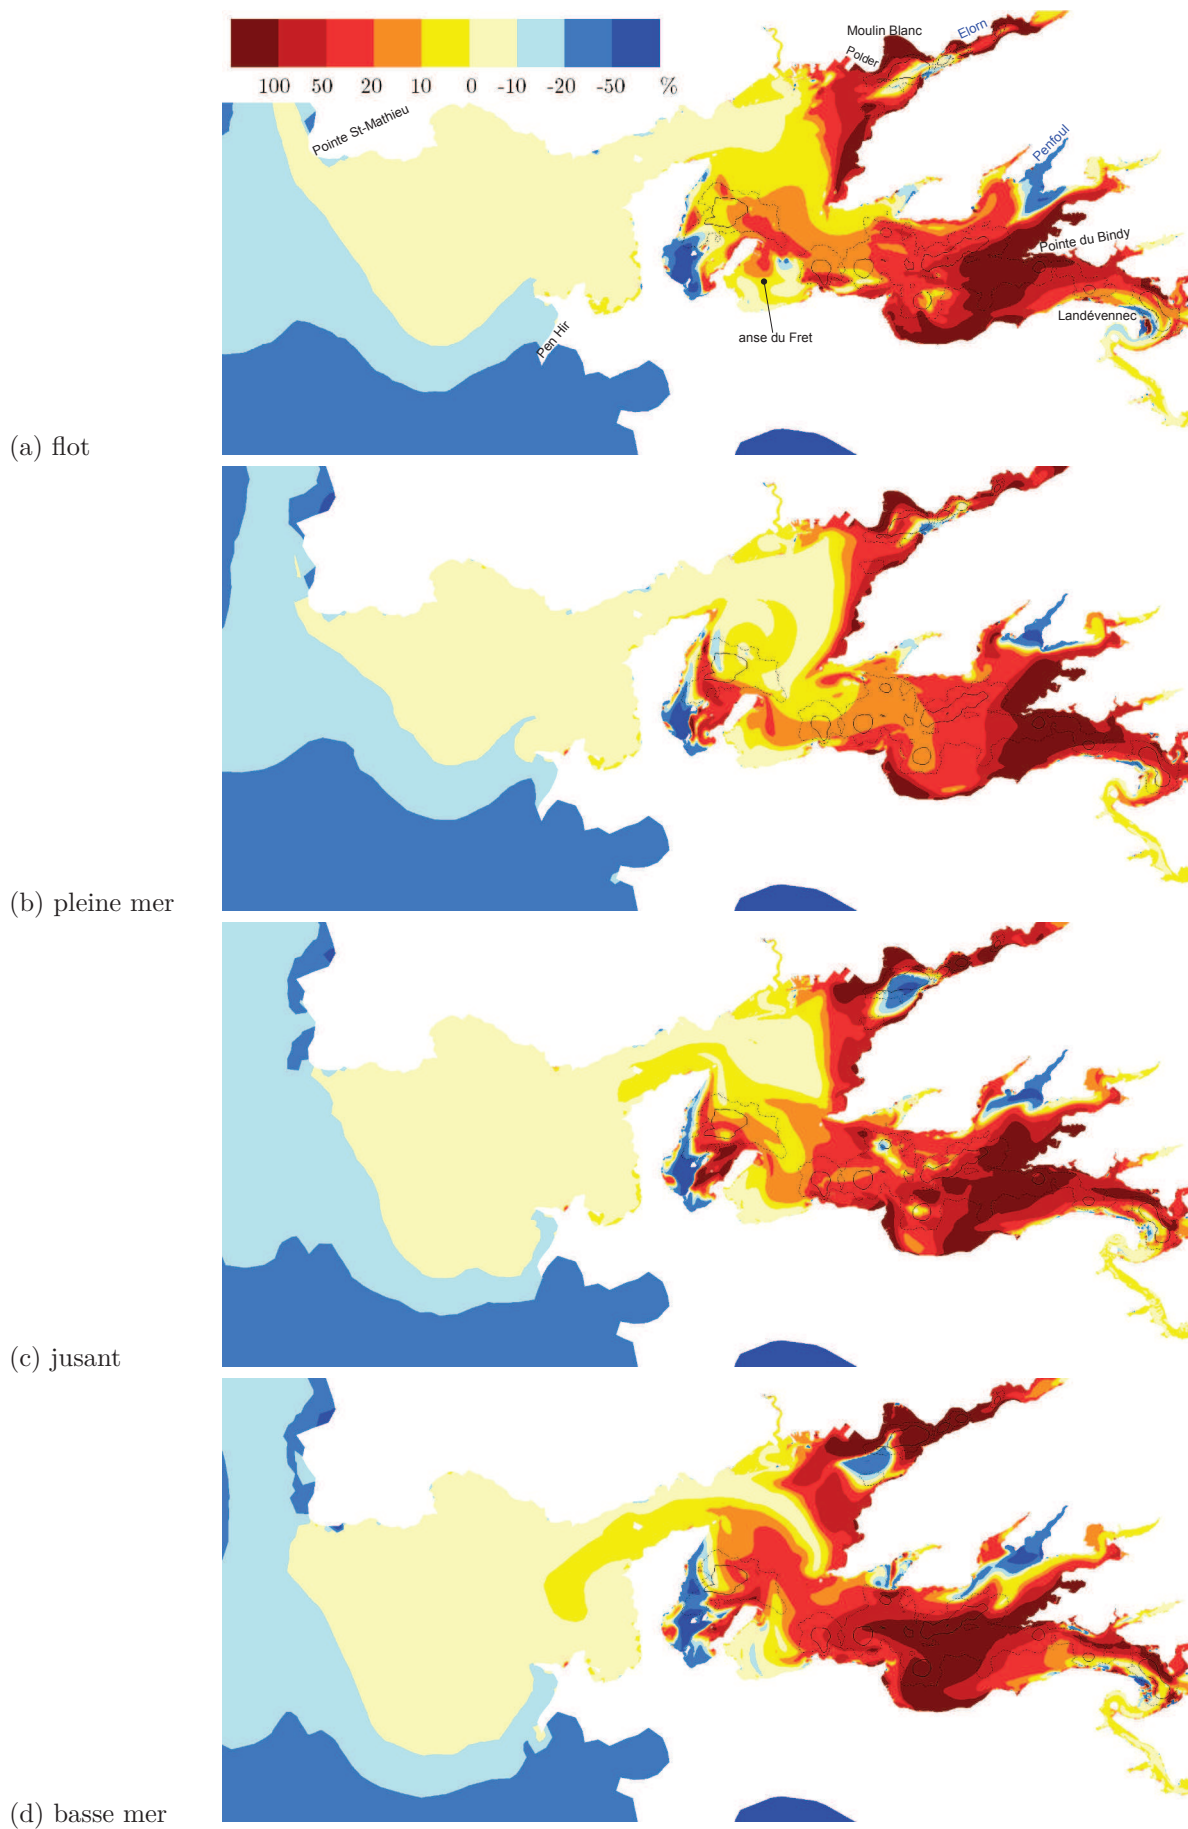 Moulin Blanc
Elorn
Polder
100 50 20 10 0 -10 -20 -50 %
Pointe St-Mathieu
Penfoul
Pointe du Bindy
Landévennec
anse du Fret
Pen Hir
(a) flot
(b) pleine mer
(c) jusant
(d) basse mer